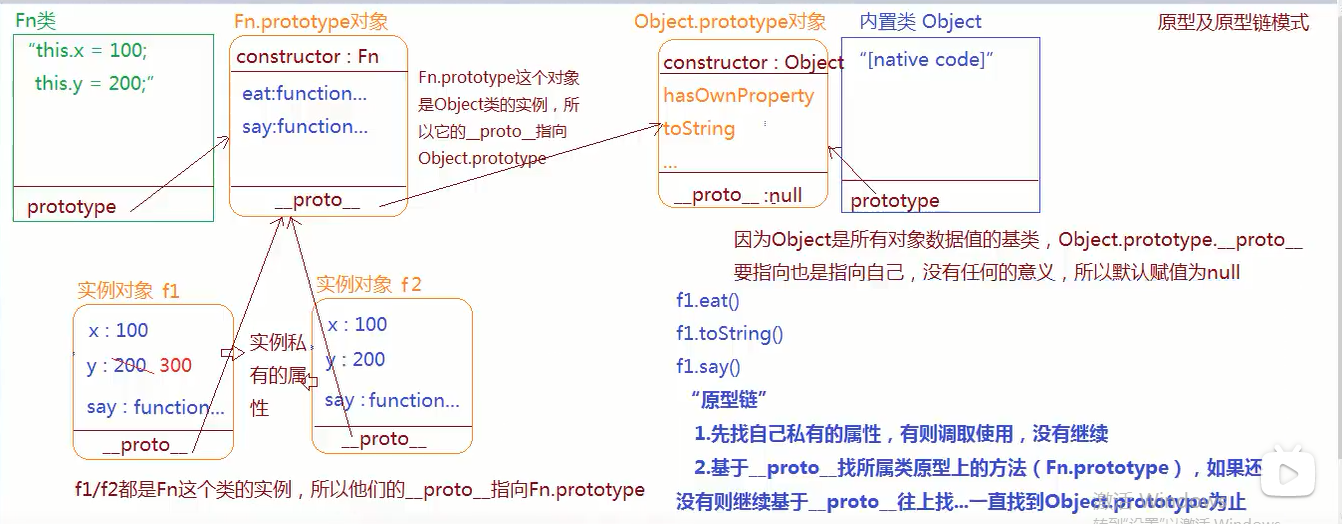 Fn类
Fn.prototype对象
Object.prototype对象
内置类 Object
原型及原型链模式
“this.x = 100;
this.y = 200;”
prototype
constructor : Fn
eat:function...
say:function...
__proto__
Fn.prototype这个对象
是Object类的实例，所
以它的__proto__指向
Object.prototype
constructor : Object
hasOwnProperty
toString
...
__proto__ :null
“[native code]”
prototype
因为Object是所有对象数据值的基类，Object.prototype.__proto__
要指向也是指向自己，没有任何的意义，所以默认赋值为null
实例对象 f1
x : 100
y : 200 300
say : function...
__proto__
实例私
有的属
性
实例对象 f2
x : 100
y : 200
say : function...
__proto__
f1/f2都是Fn这个类的实例，所以他们的__proto__指向Fn.prototype
f1.eat()
f1.toString()
f1.say()
“原型链”
1.先找自己私有的属性，有则调取使用，没有继续
2.基于__proto__找所属类原型上的方法（Fn.prototype），如果还
没有则继续基于__proto__往上找...一直找到Object.prototype为止
激活 Windows
转到"设置"以激活 Windows